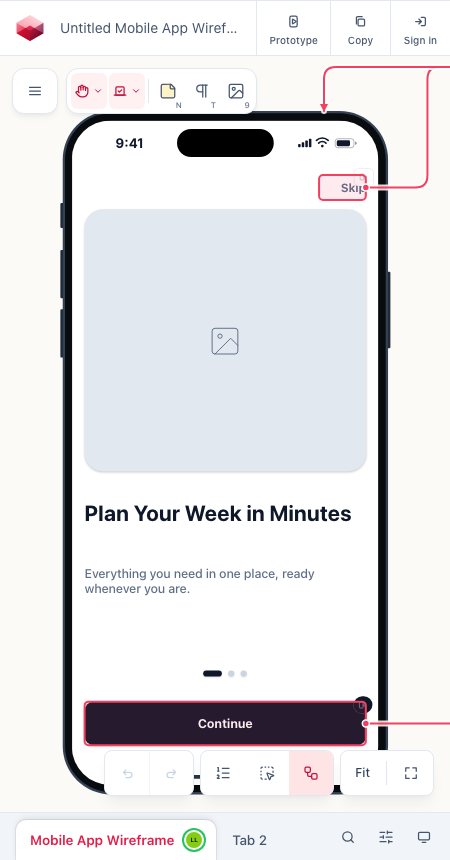 Untitled Mobile App Wiref...
Prototype
Copy
Sign in
N
T
9
9:41
Skip
Plan Your Week in Minutes
Everything you need in one place, ready
whenever you are.
Continue
Fit
Mobile App Wireframe
LL
Tab 2